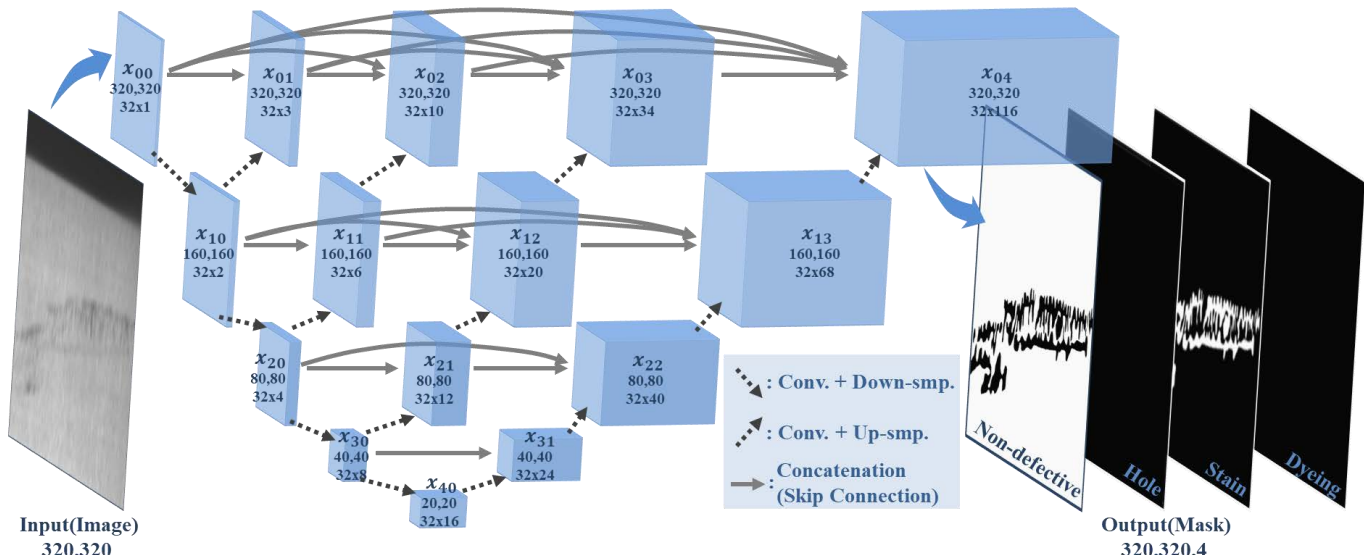 x00
320,320
32x1
x01
320,320
32x3
x02
320,320
32x10
x03
320,320
32x34
x04
320,320
32x116
x10
160,160
32x2
x11
160,160
32x6
x12
160,160
32x20
x13
160,160
32x68
x20
80,80
32x4
x21
80,80
32x12
x22
80,80
32x40
x30
40,40
32x8
x31
40,40
32x24
x40
20,20
32x16
: Conv. + Down-smp.
: Conv. + Up-smp.
: Concatenation
(Skip Connection)
Non-defective
Hole
Stain
Dyeing
Input(Image)
320,320
Output(Mask)
320,320,4